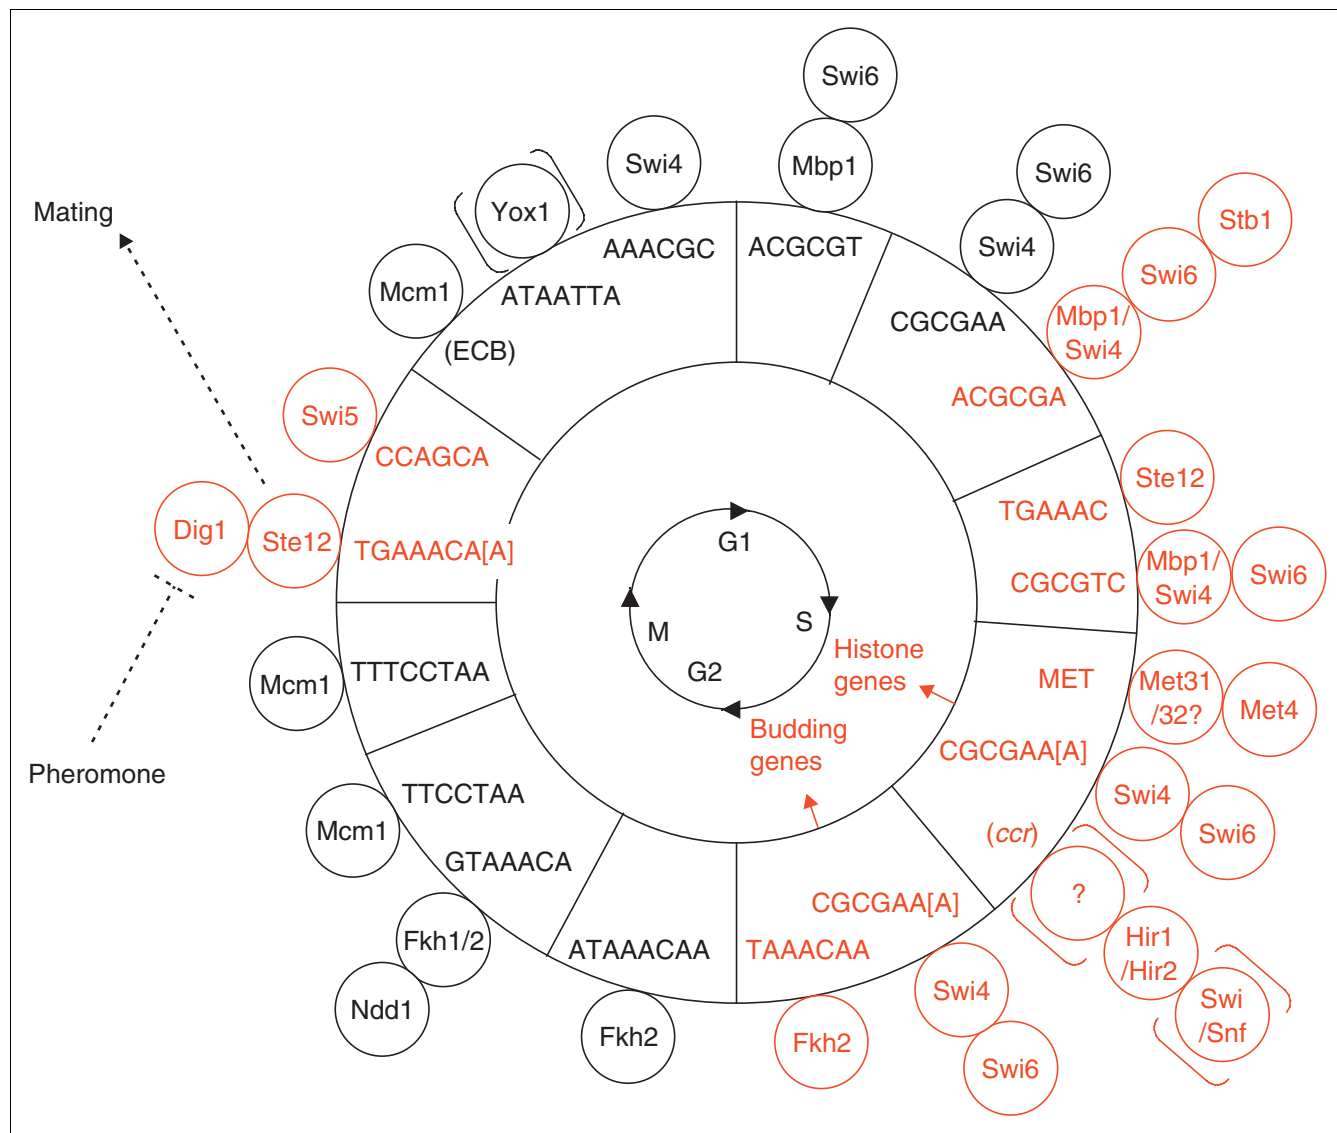 Swi6
Mbp1
Swi4
Yox1
Swi6
Swi4
Stb1
Swi6
Mbp1/
Swi4
Mating
Mcm1
AAACGC
ACGCGT
ATAATTA
(ECB)
CGCGAA
ACGCGA
Swi5
CCAGCA
Ste12
TGAAAC
Dig1
Ste12
TGAAACA[A]
G1
S
G2
M
CGCGTC
Mbp1/
Swi4
Swi6
Mcm1
TTTCCTAA
Histone
genes
MET
Met31
/32?
Met4
Pheromone
Budding
genes
CGCGAA[A]
Swi4
Swi6
Mcm1
TTCCTAA
(ccr)
GTAAACA
?
CGCGAA[A]
Fkh1/2
ATAAACAA
TAAACAA
Hir1
/Hir2
Ndd1
Swi4
Swi
/Snf
Fkh2
Fkh2
Swi6